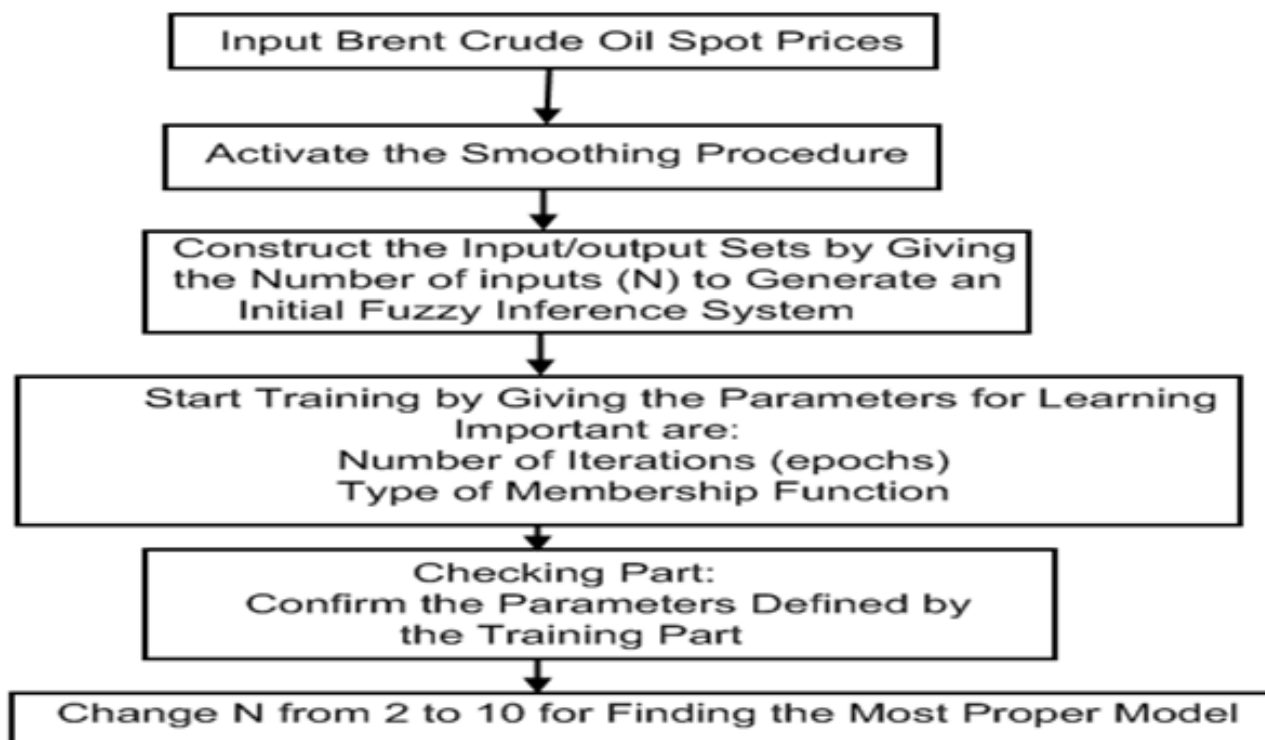 Input Brent Crude Oil Spot Prices
Activate the Smoothing Procedure
Construct the Input/output Sets by Giving
the Number of inputs (N) to Generate an
Initial Fuzzy Inference System
Start Training by Giving the Parameters for Learning
Important are:
Number of Iterations (epochs)
Type of Membership Function
Checking Part:
Confirm the Parameters Defined by
the Training Part
Change N from 2 to 10 for Finding the Most Proper Model